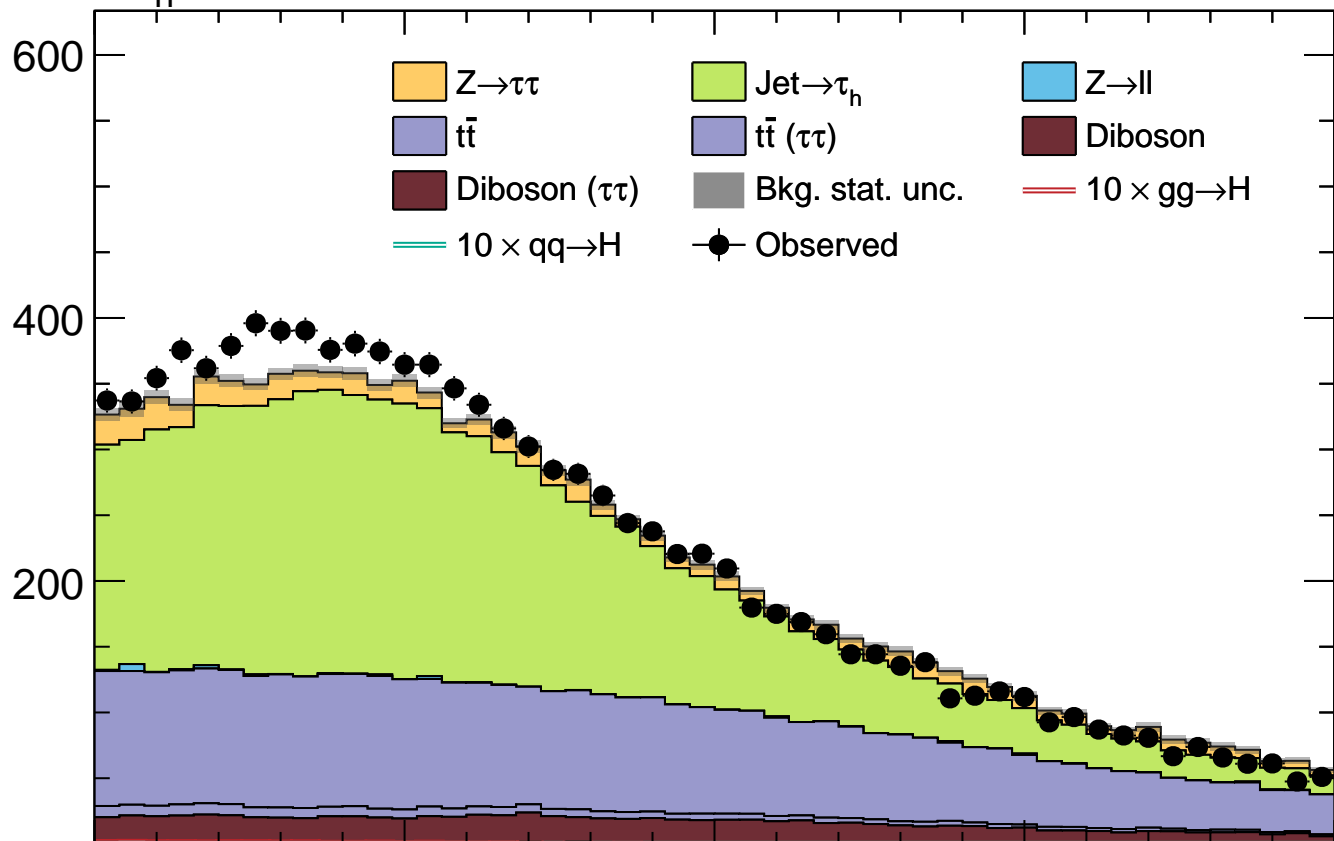 600
Z→ττ Jet→τh Z→ll
tt̄ tt̄ (ττ) Diboson
Diboson (ττ) Bkg. stat. unc. 10 × gg→H
10 × qq→H Observed
400
200